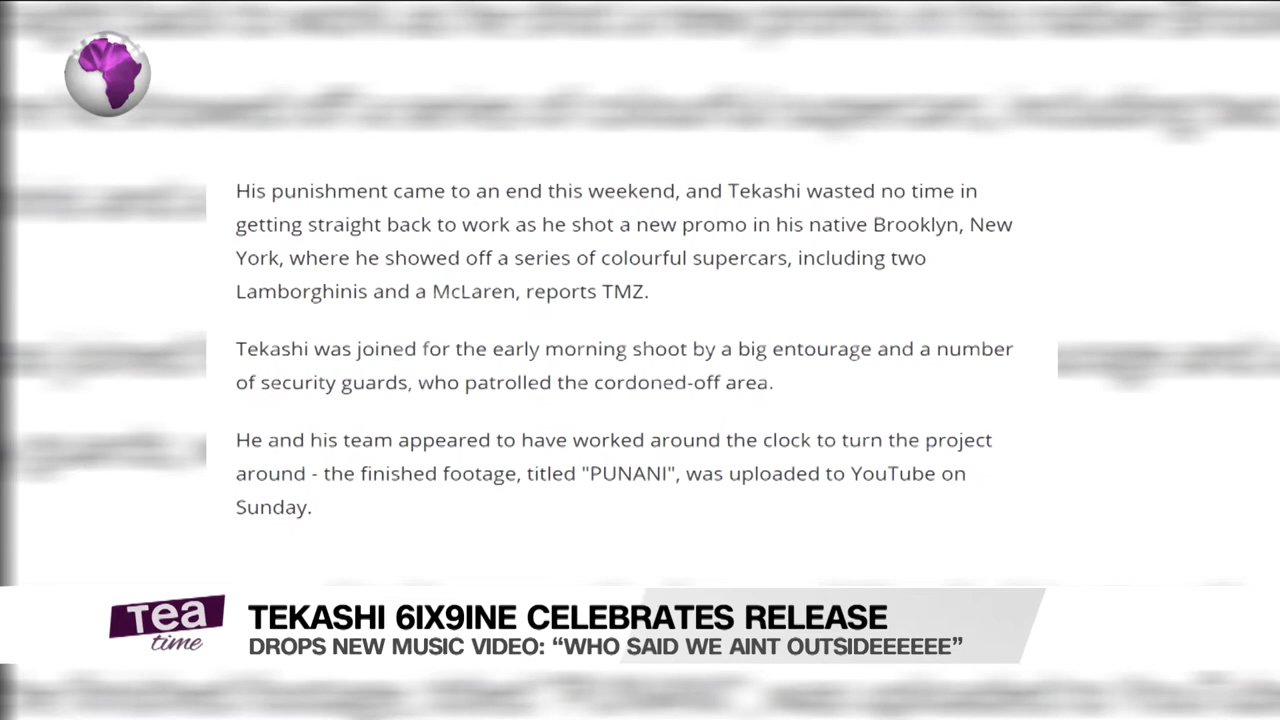 His punishment came to an end this weekend, and Tekashi wasted no time in
getting straight back to work as he shot a new promo in his native Brooklyn, New
York, where he showed off a series of colourful supercars, including two
Lamborghinis and a McLaren, reports TMZ.
Tekashi was joined for the early morning shoot by a big entourage and a number
of security guards, who patrolled the cordoned-off area.
He and his team appeared to have worked around the clock to turn the project
around - the finished footage, titled "PUNANI", was uploaded to YouTube on
Sunday.
Tea
time
TEKASHI 6IX9INE CELEBRATES RELEASE
DROPS NEW MUSIC VIDEO: “WHO SAID WE AINT OUTSIDEEEEEE”